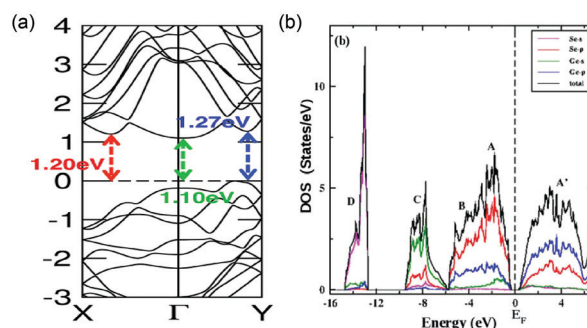 (a)
4
3
2
1
0
-1
-2
-3
X
Γ
Y
1.20eV
1.10eV
1.27eV
(b)
(b)
DOS (States/eV)
10
5
0
-16
-12
-8
-4
0
4
E_F
Energy (eV)
D
C
B
A
A'
Se-s
Se-p
Ge-s
Ge-p
total